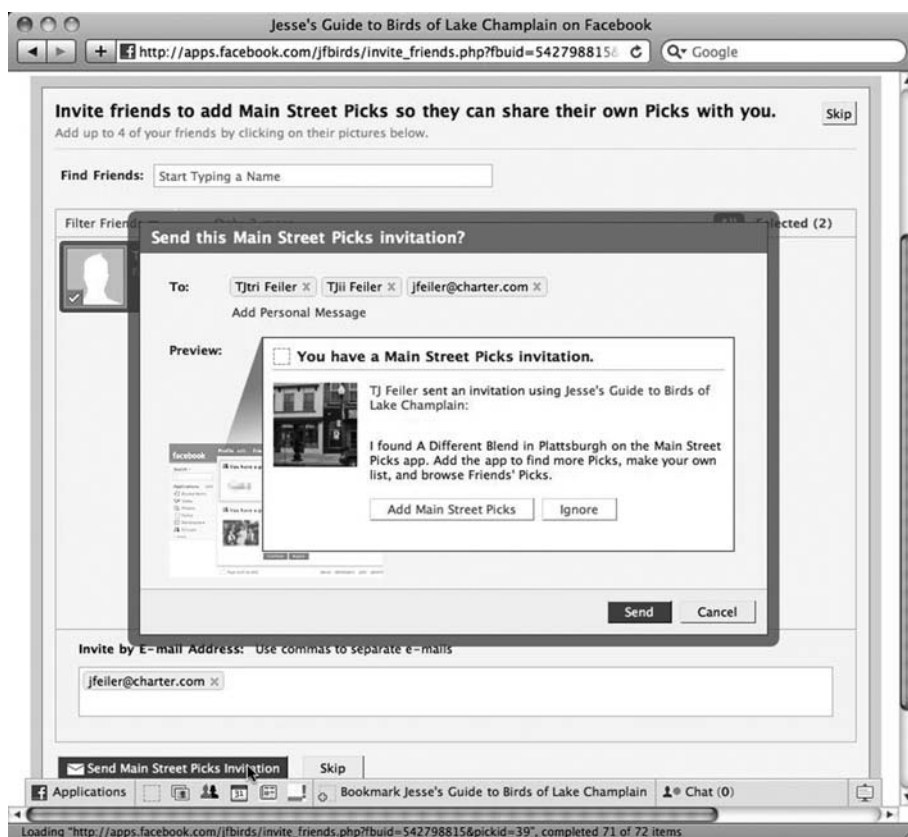 Jesse's Guide to Birds of Lake Champlain on Facebook
http://apps.facebook.com/jfbirds/invite_friends.php?fbuid=542798815
Google
Invite friends to add Main Street Picks so they can share their own Picks with you.
Skip
Add up to 4 of your friends by clicking on their pictures below.
Find Friends: Start Typing a Name
Filter Friends
Selected (2)
Send this Main Street Picks invitation?
To: TJtri Feiler x TJii Feiler x jfeiler@charter.com x
Add Personal Message
Preview:
You have a Main Street Picks invitation.
TJ Feiler sent an invitation using Jesse's Guide to Birds of
Lake Champlain:
I found A Different Blend in Plattsburgh on the Main Street
Picks app. Add the app to find more Picks, make your own
list, and browse Friends' Picks.
facebook
Add Main Street Picks Ignore
Send Cancel
Invite by E-mail Address: Use commas to separate e-mails
jfeiler@charter.com x
Send Main Street Picks Invitation Skip
Applications 31 Bookmark Jesse's Guide to Birds of Lake Champlain Chat (0)
Loading "http://apps.facebook.com/jfbirds/invite_friends.php?fbuid=542798815&pickid=39", completed 71 of 72 items